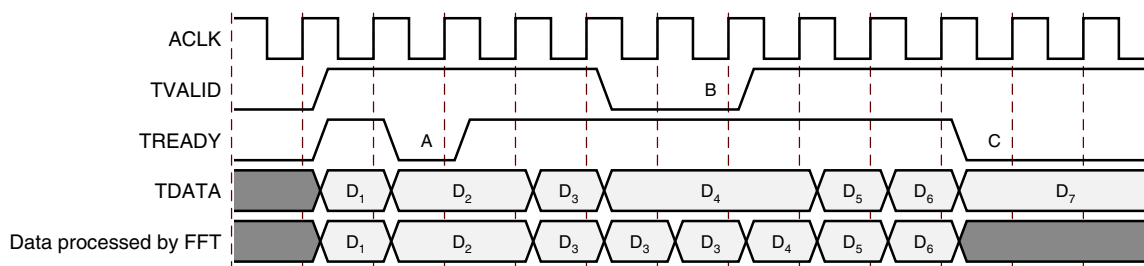 ACLK
TVALID B
TREADY A C
TDATA D1 D2 D3 D4 D5 D6 D7
Data processed by FFT D1 D2 D3 D3 D3 D4 D5 D6